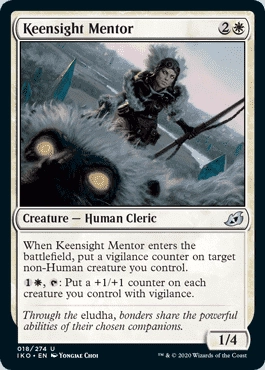 Keensight Mentor 2
Creature — Human Cleric
When Keensight Mentor enters the
battlefield, put a vigilance counter on target
non-Human creature you control.
1, : Put a +1/+1 counter on each
creature you control with vigilance.
Through the eludha, bonders share the powerful
abilities of their chosen companions.
1/4
018/274 U
IKO • EN Yongjae Choi
™ & © 2020 Wizards of the Coast